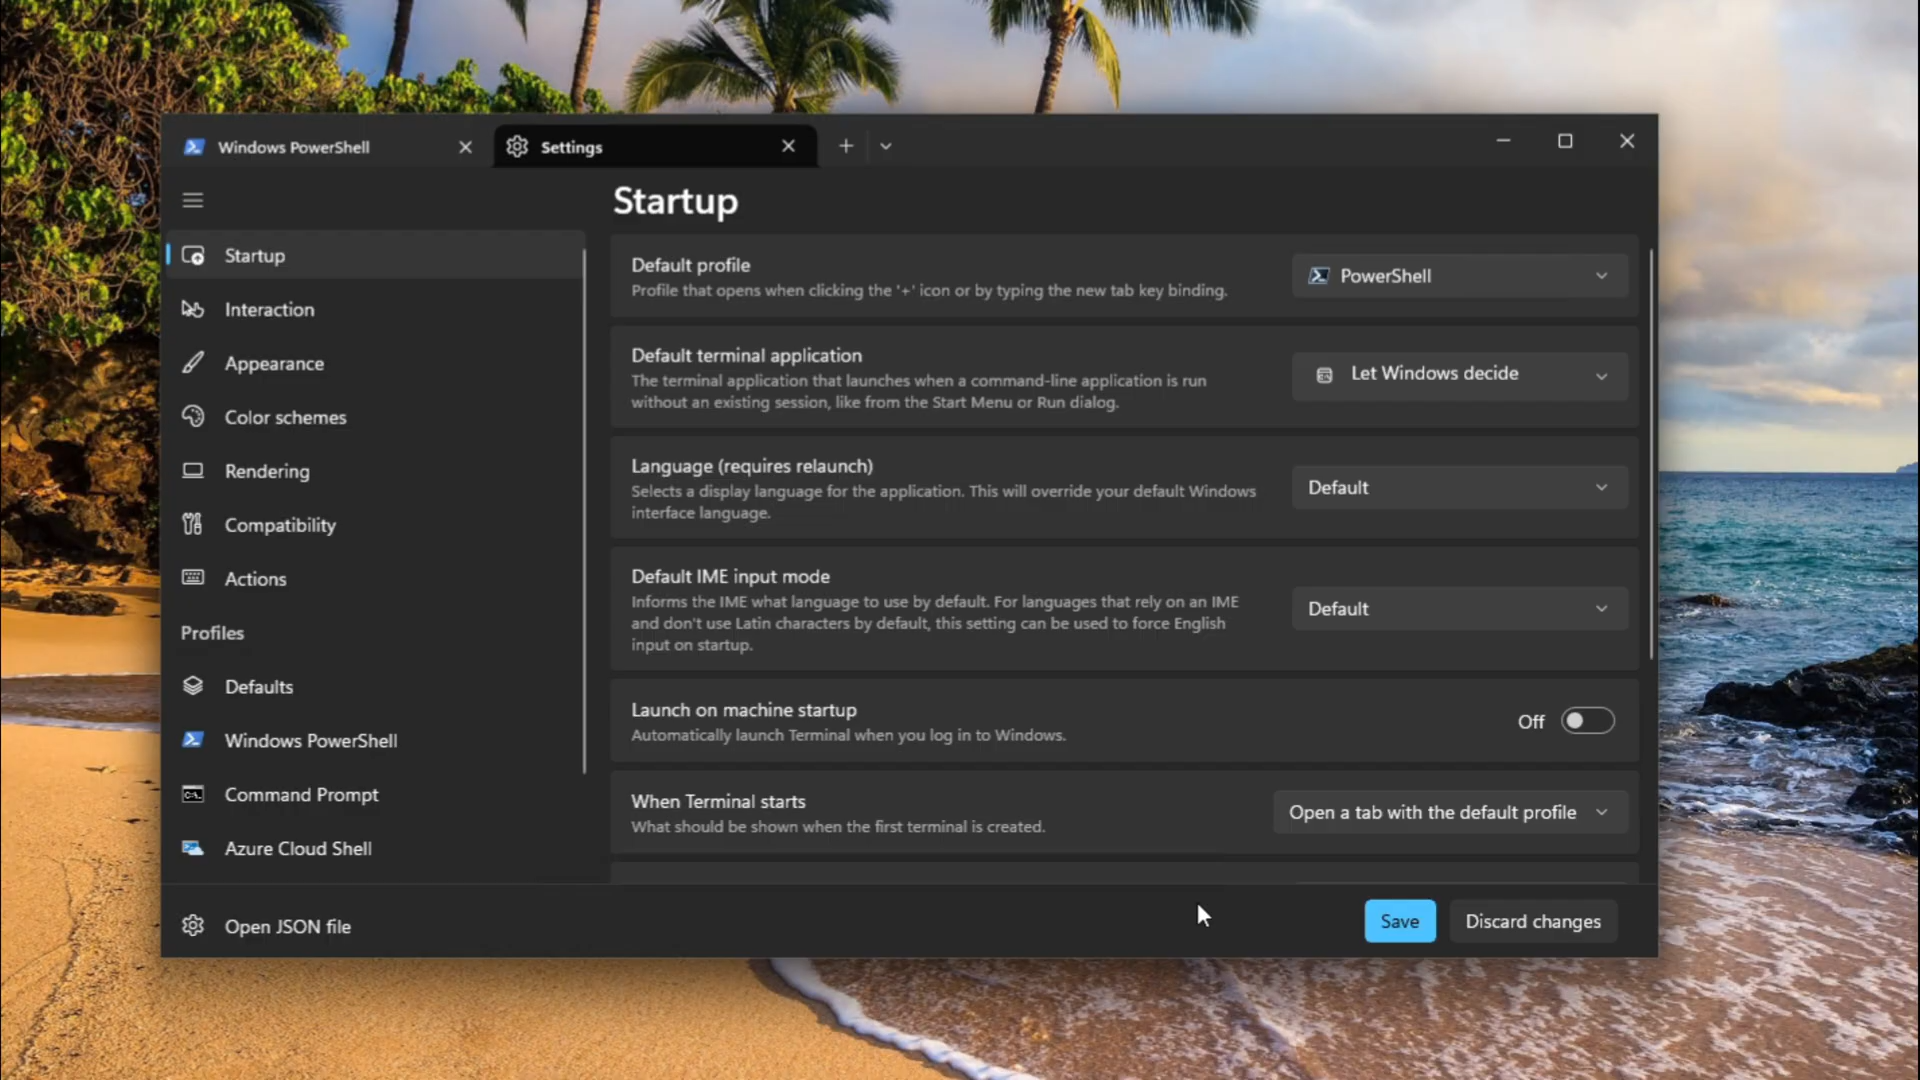 Windows PowerShell
Settings
Startup
Startup
Interaction
Appearance
Color schemes
Rendering
Compatibility
Actions
Profiles
Defaults
Windows PowerShell
Command Prompt
Azure Cloud Shell
Open JSON file
Default profile
Profile that opens when clicking the '+' icon or by typing the new tab key binding.
PowerShell
Default terminal application
The terminal application that launches when a command-line application is run
without an existing session, like from the Start Menu or Run dialog.
Let Windows decide
Language (requires relaunch)
Selects a display language for the application. This will override your default Windows
interface language.
Default
Default IME input mode
Informs the IME what language to use by default. For languages that rely on an IME
and don't use Latin characters by default, this setting can be used to force English
input on startup.
Default
Launch on machine startup
Automatically launch Terminal when you log in to Windows.
Off
When Terminal starts
What should be shown when the first terminal is created.
Open a tab with the default profile
Save
Discard changes